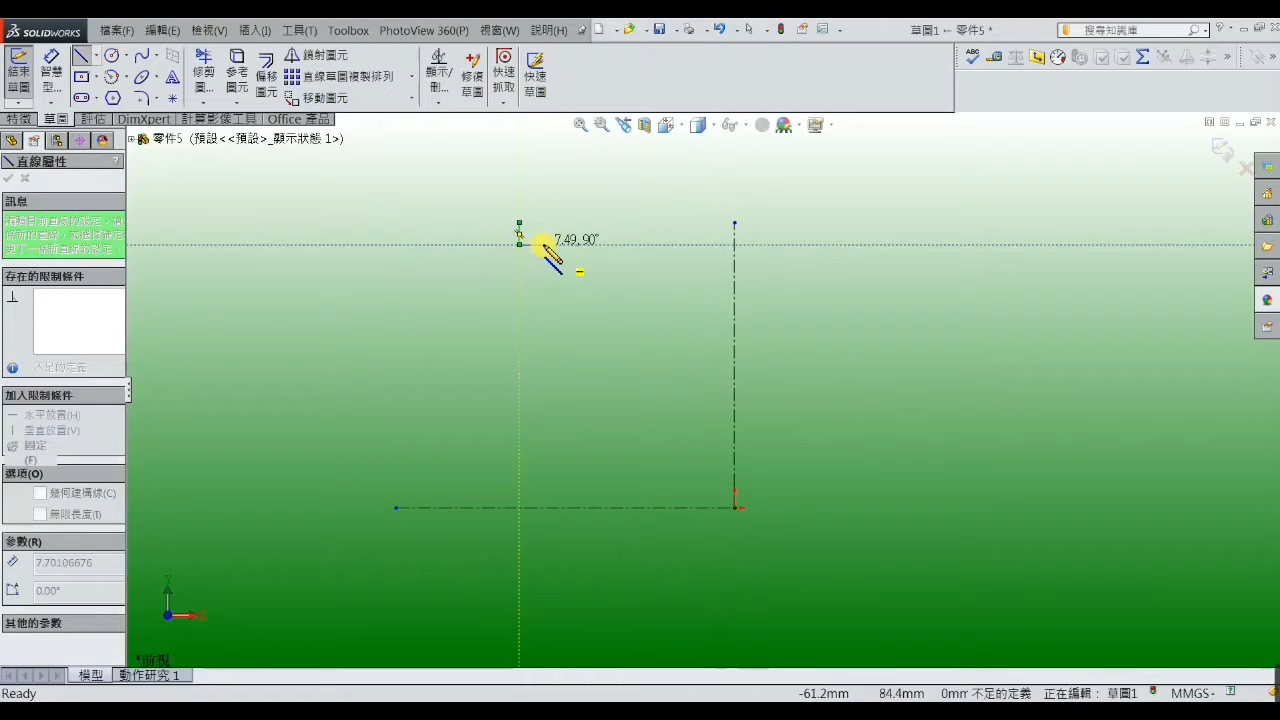 SOLIDWORKS 檔案(F) 編輯(E) 檢視(V) 插入(I) 工具(T) Toolbox PhotoView 360(P) 視窗(W) 說明(H) 草圖1 ← 零件5 * 搜尋知識庫
結束草圖 智慧型... 修剪圖元 參考圖元 偏移圖元 鏡射圖元 直線草圖複製排列 移動圖元 顯示/刪... 修復草圖 快速抓取 快速草圖
特徵 草圖 評估 DimXpert 計算影像工具 Office 產品
零件5 (預設<<預設>_顯示狀態 1>)
直線屬性 ?
訊息
存在的限制條件
不足的定義
加入限制條件
水平放置(H)
垂直放置(V)
固定(F)
選項(O)
幾何建構線(C)
無限長度(I)
參數(R)
7.70106676
0.00°
其他的參數
7.49, 90°
Y
X
*前視
模型 動作研究 1
Ready -61.2mm 84.4mm 0mm 不足的定義 正在編輯： 草圖1 MMGS